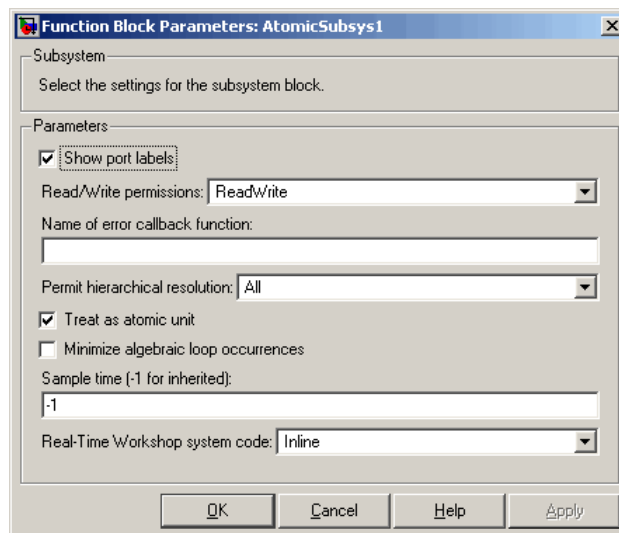 Function Block Parameters: AtomicSubsys1
Subsystem
Select the settings for the subsystem block.
Parameters
Show port labels
Read/Write permissions: ReadWrite
Name of error callback function:
Permit hierarchical resolution: All
Treat as atomic unit
Minimize algebraic loop occurrences
Sample time (-1 for inherited):
-1
Real-Time Workshop system code: Inline
OK Cancel Help Apply